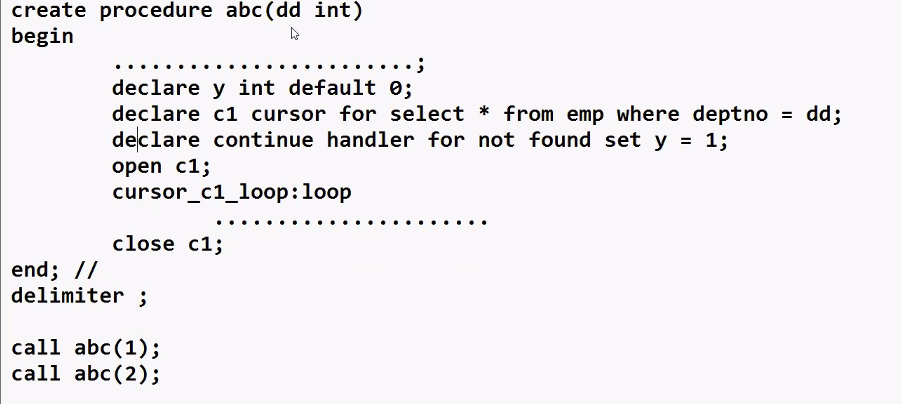 create procedure abc(dd int)
begin
........................;
declare y int default 0;
declare c1 cursor for select * from emp where deptno = dd;
declare continue handler for not found set y = 1;
open c1;
cursor_c1_loop:loop
......................
close c1;
end; //
delimiter ;
call abc(1);
call abc(2);